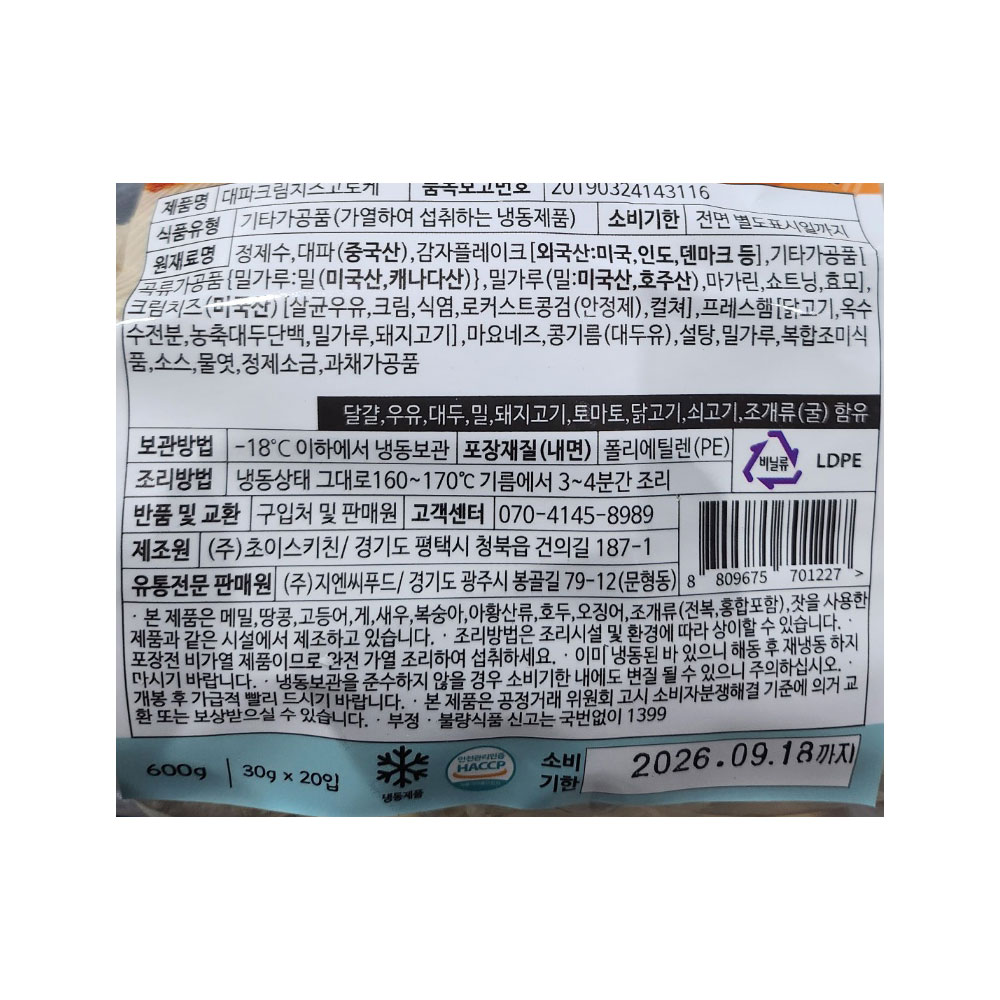 제품명 대파크림치즈고로케 품목보고번호 20190324143116
식품유형 기타가공품(가열하여 섭취하는 냉동제품) 소비기한 전면 별도표시일까지
원재료명 정제수,대파(중국산),감자플레이크[외국산:미국,인도,덴마크 등],기타가공품[
곡류가공품{밀가루:밀(미국산,캐나다산)},밀가루(밀:미국산,호주산),마가린,쇼트닝,효모],
크림치즈(미국산)[살균우유,크림,식염,로커스트콩검(안정제),컬쳐],프레스햄[닭고기,옥수
수전분,농축대두단백,밀가루,돼지고기],마요네즈,콩기름(대두유),설탕,밀가루,복합조미식
품,소스,물엿,정제소금,과채가공품
달걀,우유,대두,밀,돼지고기,토마토,닭고기,쇠고기,조개류(굴) 함유
보관방법 -18℃ 이하에서 냉동보관 포장재질(내면) 폴리에틸렌(PE) 비닐류 LDPE
조리방법 냉동상태 그대로160~170℃ 기름에서 3~4분간 조리
반품 및 교환 구입처 및 판매원 고객센터 070-4145-8989
제조원 (주)초이스키친/ 경기도 평택시 청북읍 건의길 187-1
유통전문 판매원 (주)지엔씨푸드/ 경기도 광주시 봉골길 79-12(문형동)
8 809675 701227 >
· 본 제품은 메밀,땅콩,고등어,게,새우,복숭아,아황산류,호두,오징어,조개류(전복,홍합포함),잣을 사용한
제품과 같은 시설에서 제조하고 있습니다. · 조리방법은 조리시설 및 환경에 따라 상이할 수 있습니다. ·
포장전 비가열 제품이므로 완전 가열 조리하여 섭취하세요. · 이미 냉동된 바 있으니 해동 후 재냉동 하지
마시기 바랍니다. · 냉동보관을 준수하지 않을 경우 소비기한 내에도 변질 될 수 있으니 주의하십시오. ·
개봉 후 가급적 빨리 드시기 바랍니다. · 본 제품은 공정거래 위원회 고시 소비자분쟁해결 기준에 의거 교
환 또는 보상받으실 수 있습니다. · 부정 · 불량식품 신고는 국번없이 1399
600g 30g x 20입 냉동제품 안전관리인증 HACCP 소비
기한 2026.09.18까지